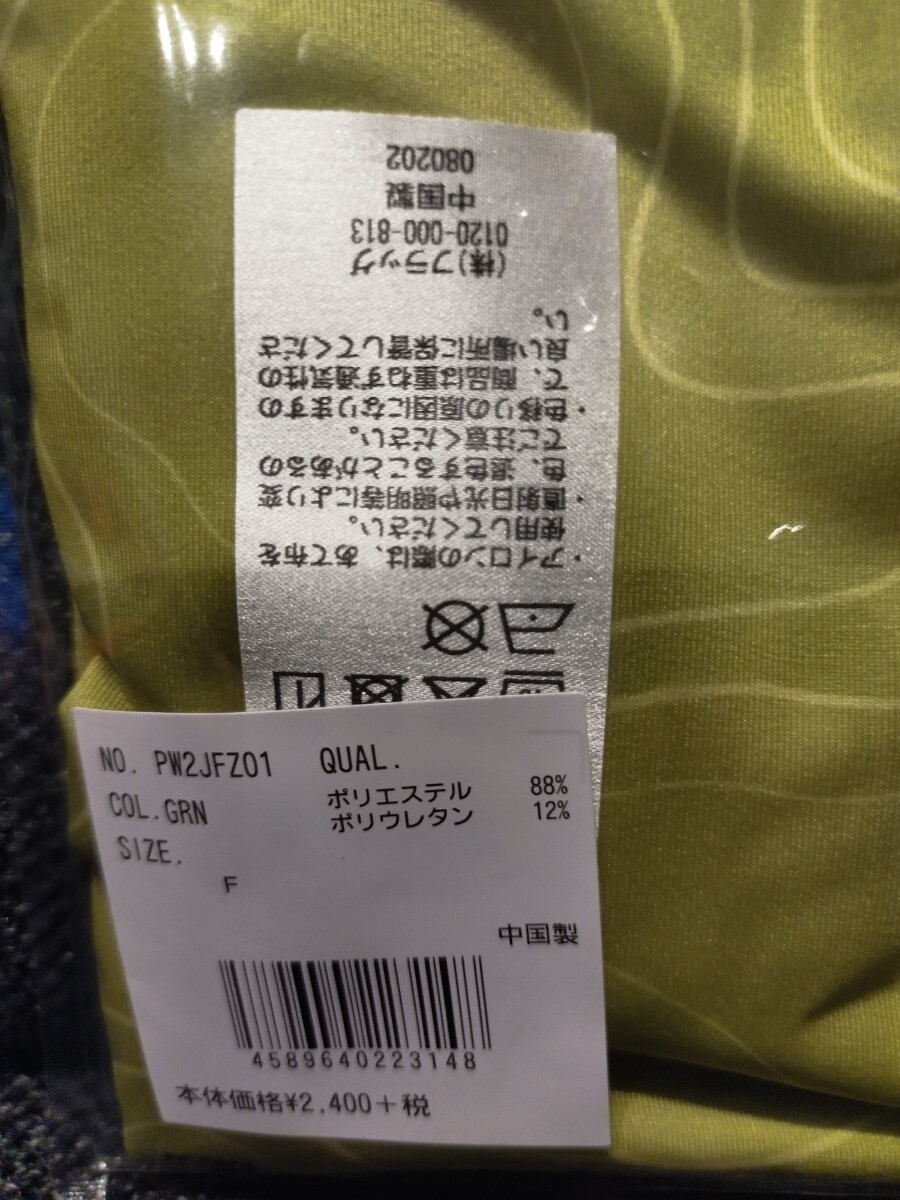 ・アイロンの際は、あて布を
使用してください。
・直射日光や照明等により変
色、退色することがあるの
でご注意ください。
・色移りの原因になりますの
で、商品は重ねず通気性の
良い場所に保管してくださ
い。
(株)フラッグ
0120-000-813
中国製
080202
NO. PW2JFZ01 QUAL.
COL.GRN ポリエステル 88%
ポリウレタン 12%
SIZE.
F
中国製
4589640223148
本体価格¥2,400+税